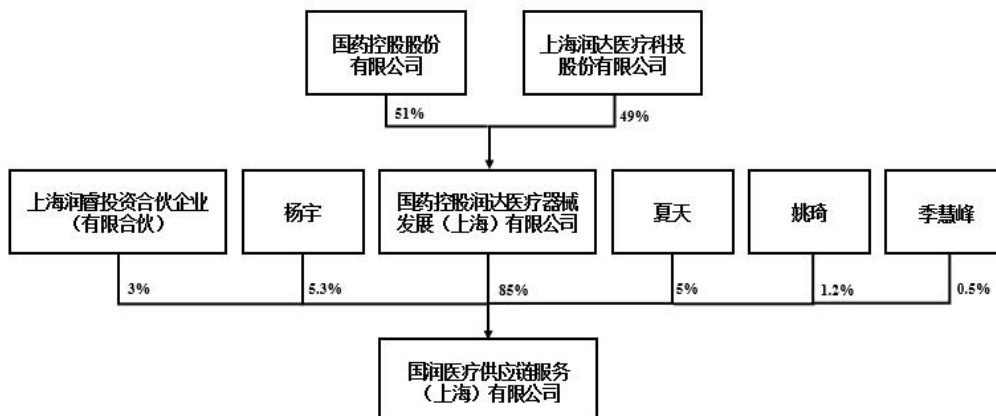 国药控股股份
有限公司
上海润达医疗科技
股份有限公司
51%
49%
上海润睿投资合伙企业
（有限合伙）
杨宇
国药控股润达医疗器械
发展（上海）有限公司
夏天
姚琦
季慧峰
3%
5.3%
85%
5%
1.2%
0.5%
国润医疗供应链服务
（上海）有限公司